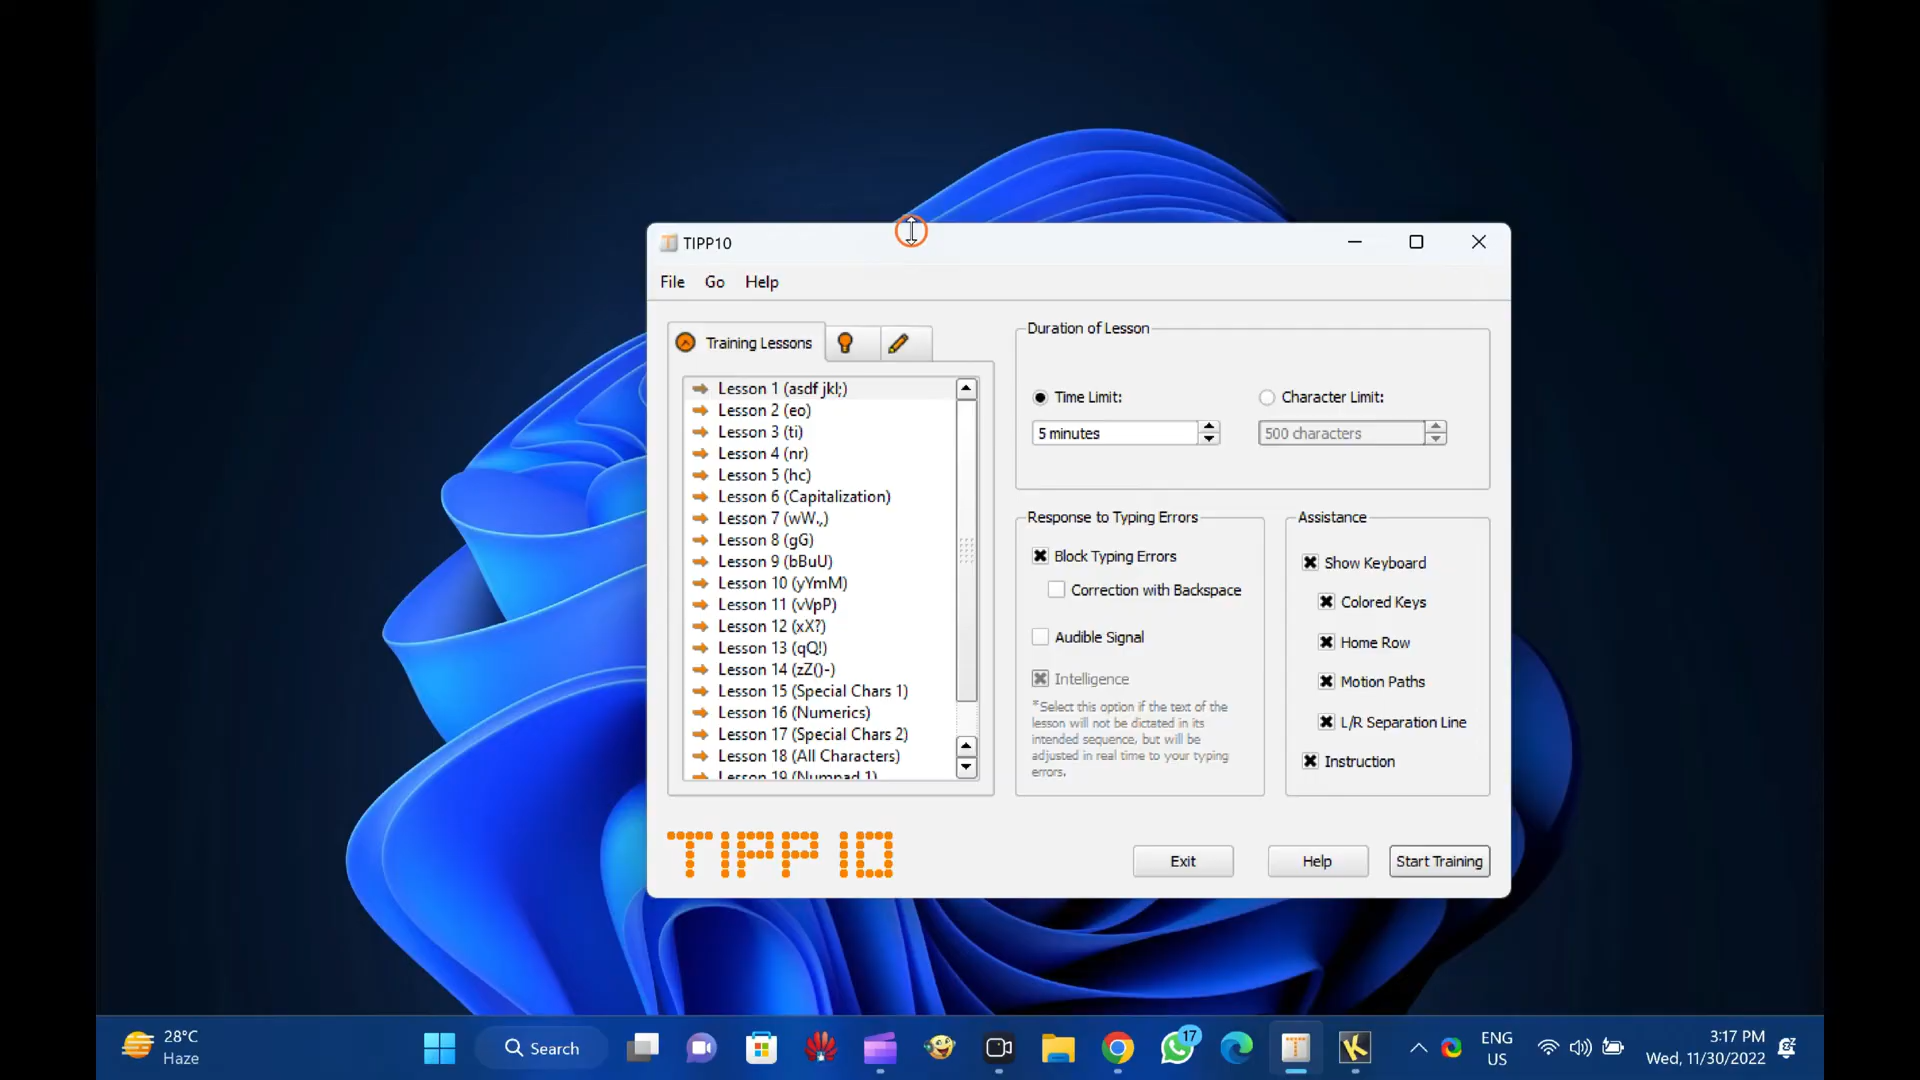 TIPP10
File Go Help
Training Lessons
Lesson 1 (asdf jkl;)
Lesson 2 (eo)
Lesson 3 (ti)
Lesson 4 (nr)
Lesson 5 (hc)
Lesson 6 (Capitalization)
Lesson 7 (wW.,)
Lesson 8 (gG)
Lesson 9 (bBuU)
Lesson 10 (yYmM)
Lesson 11 (vVpP)
Lesson 12 (xX?)
Lesson 13 (qQ!)
Lesson 14 (zZ()-)
Lesson 15 (Special Chars 1)
Lesson 16 (Numerics)
Lesson 17 (Special Chars 2)
Lesson 18 (All Characters)
Lesson 19 (Numpad 1)
Duration of Lesson
Time Limit: Character Limit:
5 minutes 500 characters
Response to Typing Errors
Block Typing Errors
Correction with Backspace
Audible Signal
Intelligence
*Select this option if the text of the
lesson will not be dictated in its
intended sequence, but will be
adjusted in real time to your typing
errors.
Assistance
Show Keyboard
Colored Keys
Home Row
Motion Paths
L/R Separation Line
Instruction
TIPP10
Exit Help Start Training
28°C
Haze
Search
17
ENG
US
3:17 PM
Wed, 11/30/2022